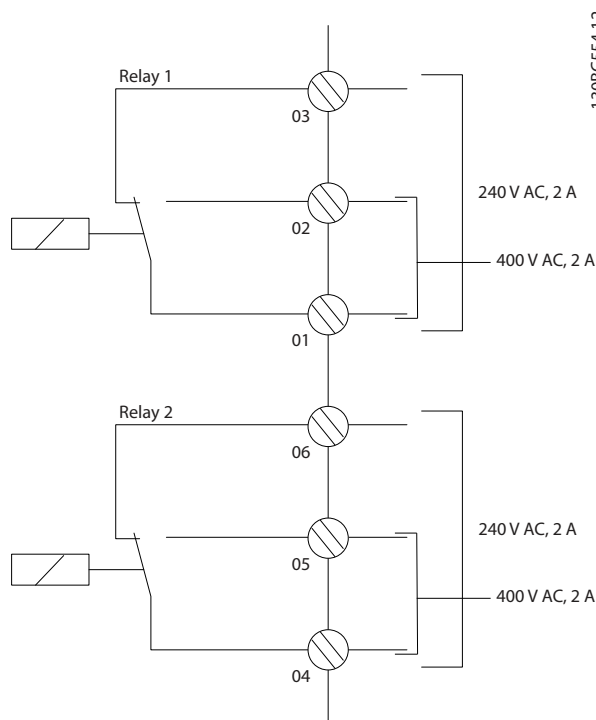 Relay 1
03
02
240 V AC, 2 A
400 V AC, 2 A
01
Relay 2
06
05
240 V AC, 2 A
400 V AC, 2 A
04